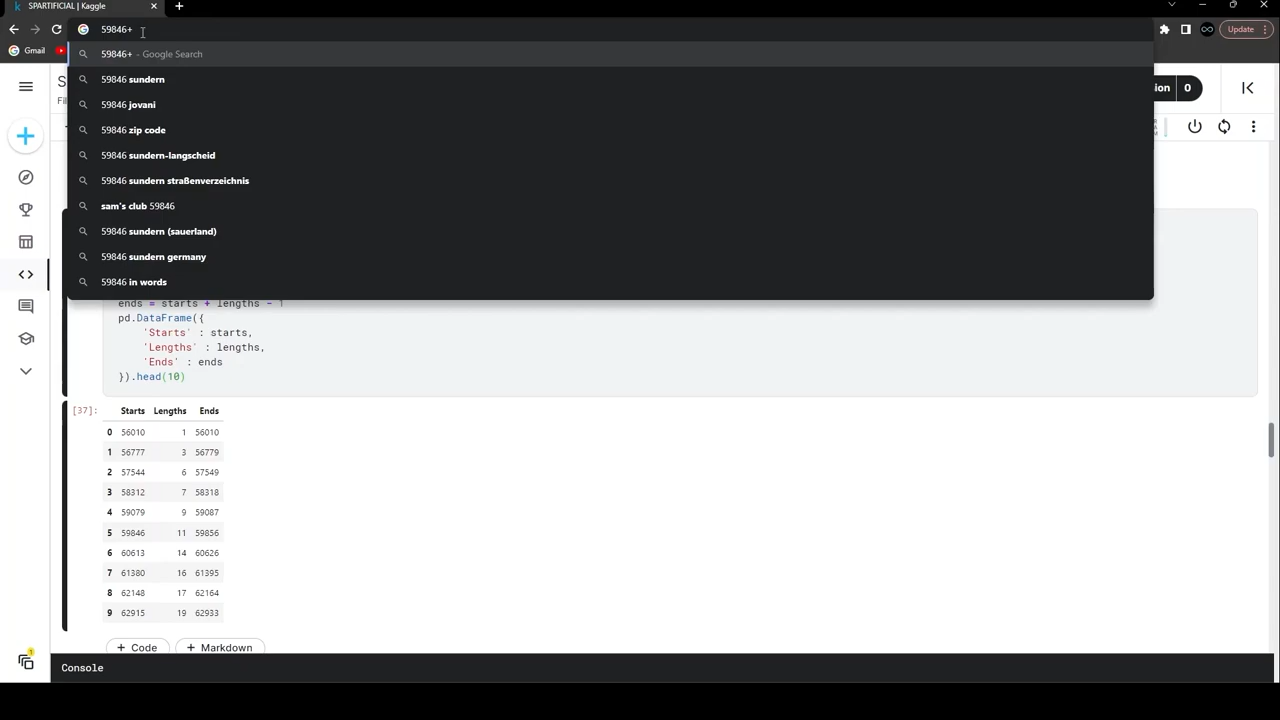 SPARTIFICIAL | Kaggle
59846+
Update
Gmail
59846+ - Google Search
59846 sundern
59846 jovani
59846 zip code
59846 sundern-langscheid
59846 sundern straßenverzeichnis
sam's club 59846
59846 sundern (sauerland)
59846 sundern germany
59846 in words
S
Fil
ion
0
ends = starts + lengths - 1
pd.DataFrame({
'Starts' : starts,
'Lengths' : lengths,
'Ends' : ends
}).head(10)
[37]:
Starts Lengths Ends
0 56010 1 56010
1 56777 3 56779
2 57544 6 57549
3 58312 7 58318
4 59079 9 59087
5 59846 11 59856
6 60613 14 60626
7 61380 16 61395
8 62148 17 62164
9 62915 19 62933
+ Code + Markdown
1
Console